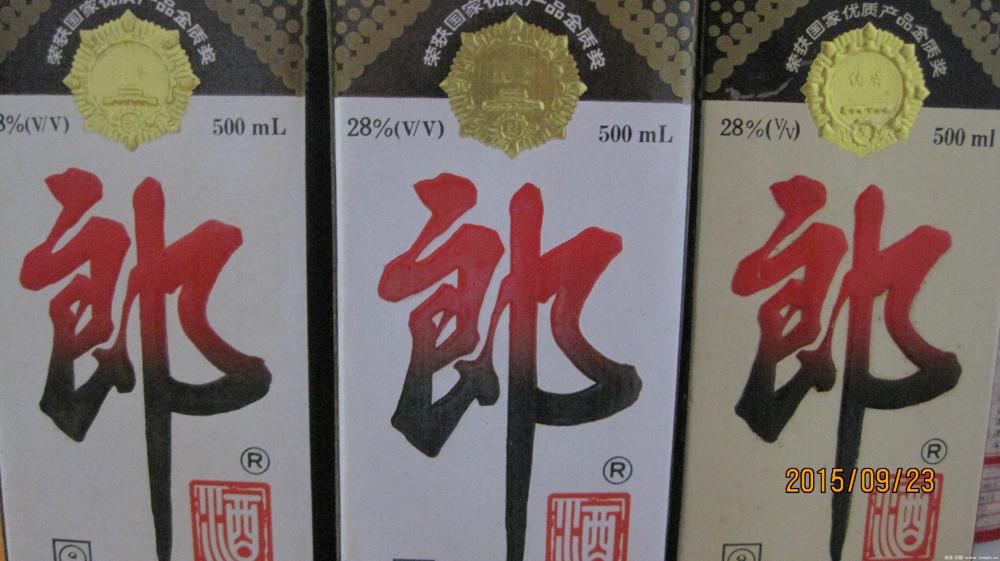 荣获国家优质产品金质奖
8%(V/V)
500 mL
郎
®
酒
荣获国家优质产品金质奖
28%(V/V)
500 mL
郎
®
酒
荣获国家优质产品金质奖
28%(V/V)
500 ml
郎
®
酒
2015/09/23